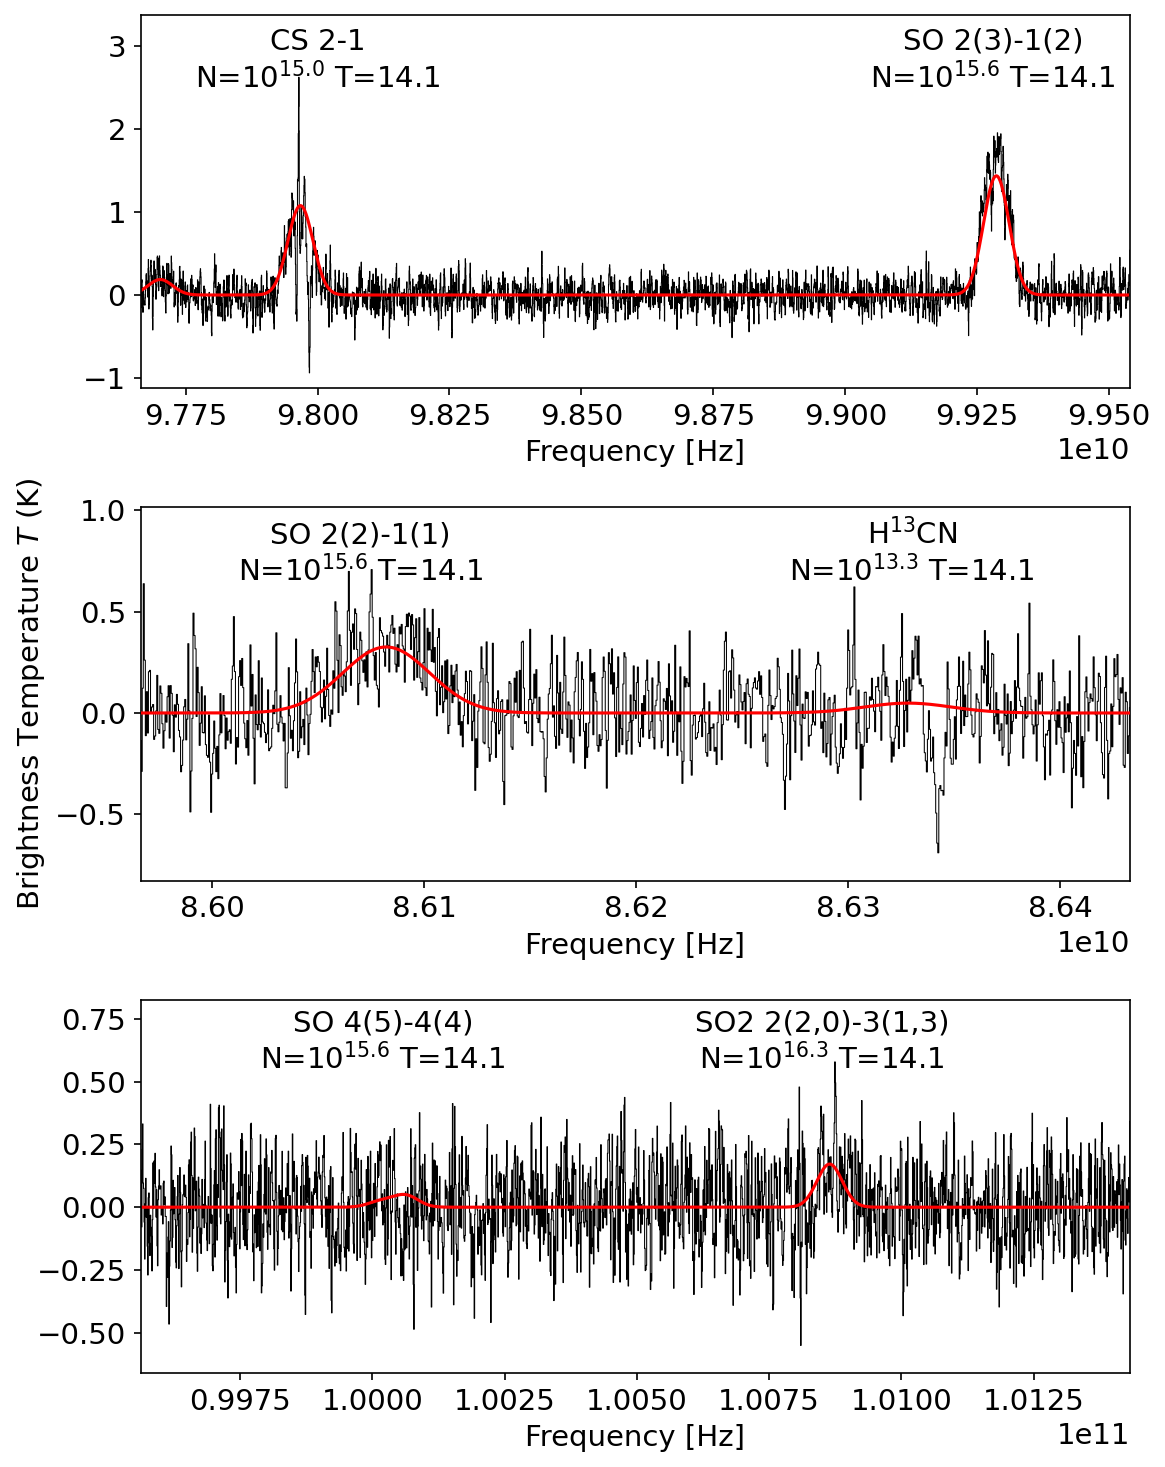 CS 2-1
N=10^15.0 T=14.1
SO 2(3)-1(2)
N=10^15.6 T=14.1
3
2
1
0
−1
9.775 9.800 9.825 9.850 9.875 9.900 9.925 9.950
Frequency [Hz]
1e10
Brightness Temperature T (K)
SO 2(2)-1(1)
N=10^15.6 T=14.1
H^13CN
N=10^13.3 T=14.1
1.0
0.5
0.0
−0.5
8.60 8.61 8.62 8.63 8.64
Frequency [Hz]
1e10
SO 4(5)-4(4)
N=10^15.6 T=14.1
SO2 2(2,0)-3(1,3)
N=10^16.3 T=14.1
0.75
0.50
0.25
0.00
−0.25
−0.50
0.9975 1.0000 1.0025 1.0050 1.0075 1.0100 1.0125
Frequency [Hz]
1e11